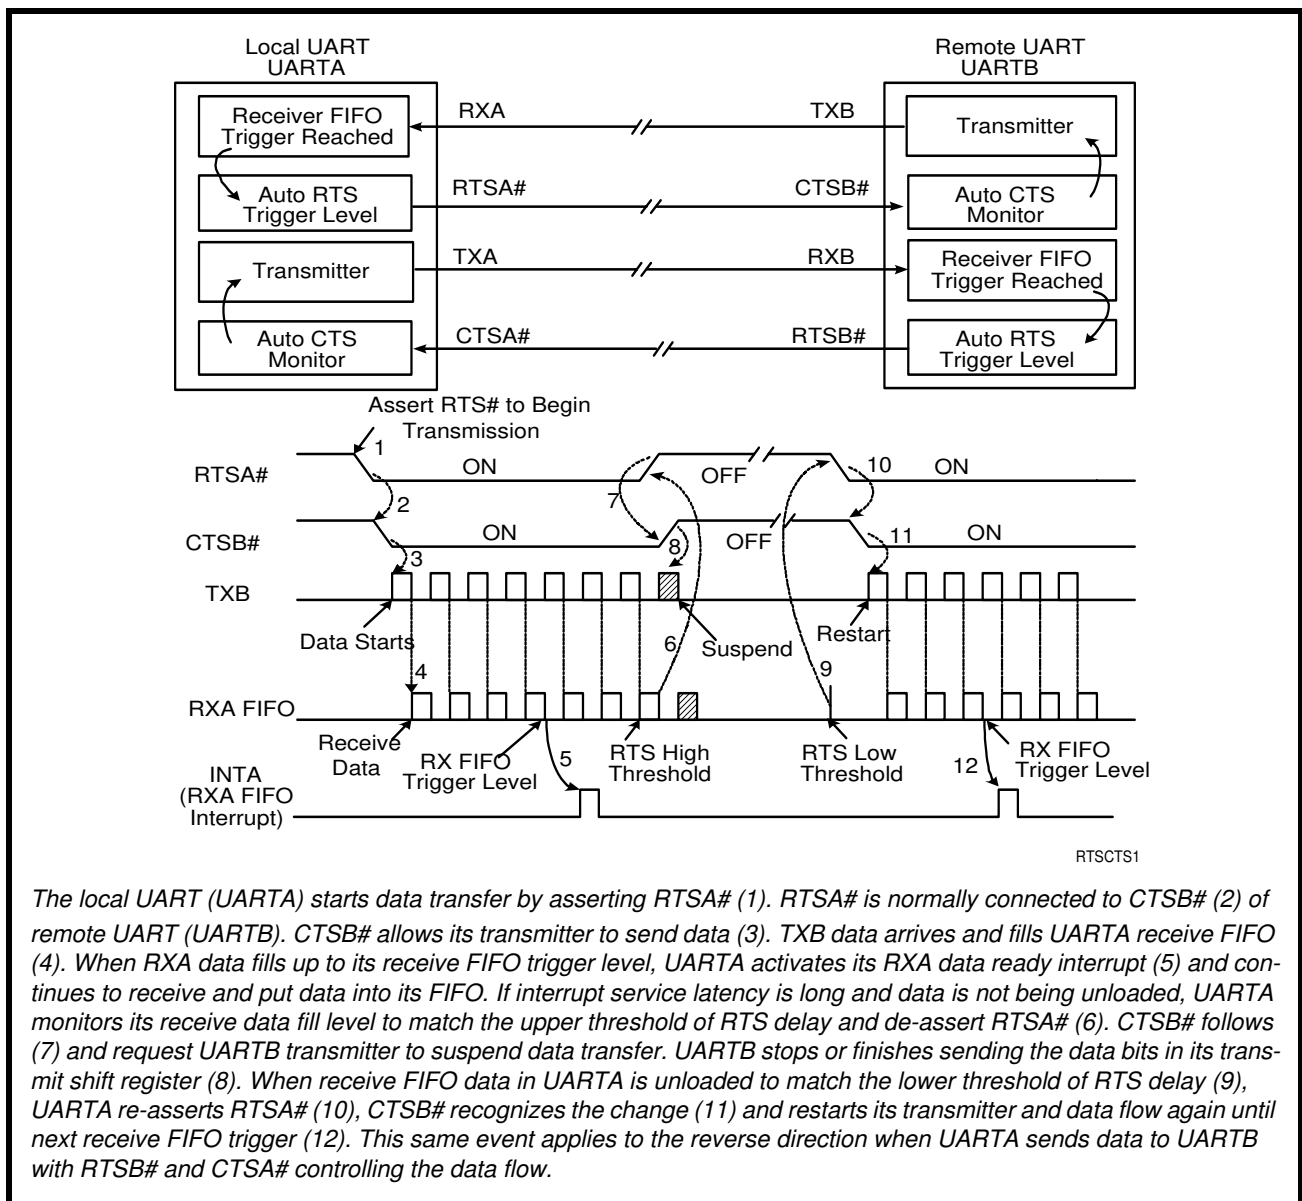 Local UART
UARTA
Remote UART
UARTB
Receiver FIFO
Trigger Reached
RXA
TXB
Transmitter
Auto RTS
Trigger Level
RTSA#
CTSB#
Auto CTS
Monitor
Transmitter
TXA
RXB
Receiver FIFO
Trigger Reached
Auto CTS
Monitor
CTSA#
RTSB#
Auto RTS
Trigger Level
Assert RTS# to Begin
Transmission
1
RTSA#
ON
OFF
10
ON
2
7
CTSB#
ON
8
OFF
11
ON
3
TXB
Data Starts
6
Suspend
Restart
4
9
RXA FIFO
Receive
Data
RX FIFO
Trigger Level
5
RTS High
Threshold
RTS Low
Threshold
12
RX FIFO
Trigger Level
INTA
(RXA FIFO
Interrupt)
RTSCTS1
The local UART (UARTA) starts data transfer by asserting RTSA# (1). RTSA# is normally connected to CTSB# (2) of
remote UART (UARTB). CTSB# allows its transmitter to send data (3). TXB data arrives and fills UARTA receive FIFO
(4). When RXA data fills up to its receive FIFO trigger level, UARTA activates its RXA data ready interrupt (5) and con-
tinues to receive and put data into its FIFO. If interrupt service latency is long and data is not being unloaded, UARTA
monitors its receive data fill level to match the upper threshold of RTS delay and de-assert RTSA# (6). CTSB# follows
(7) and request UARTB transmitter to suspend data transfer. UARTB stops or finishes sending the data bits in its trans-
mit shift register (8). When receive FIFO data in UARTA is unloaded to match the lower threshold of RTS delay (9),
UARTA re-asserts RTSA# (10), CTSB# recognizes the change (11) and restarts its transmitter and data flow again until
next receive FIFO trigger (12). This same event applies to the reverse direction when UARTA sends data to UARTB
with RTSB# and CTSA# controlling the data flow.